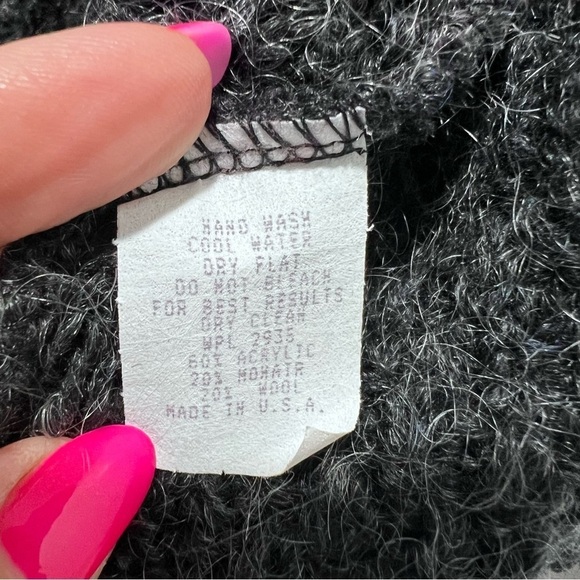 HAND WASH
COOL WATER
DRY FLAT
DO NOT BLEACH
FOR BEST RESULTS
DRY CLEAN
WPL 2935
60% ACRYLIC
20% MOHAIR
20% WOOL
MADE IN U.S.A.